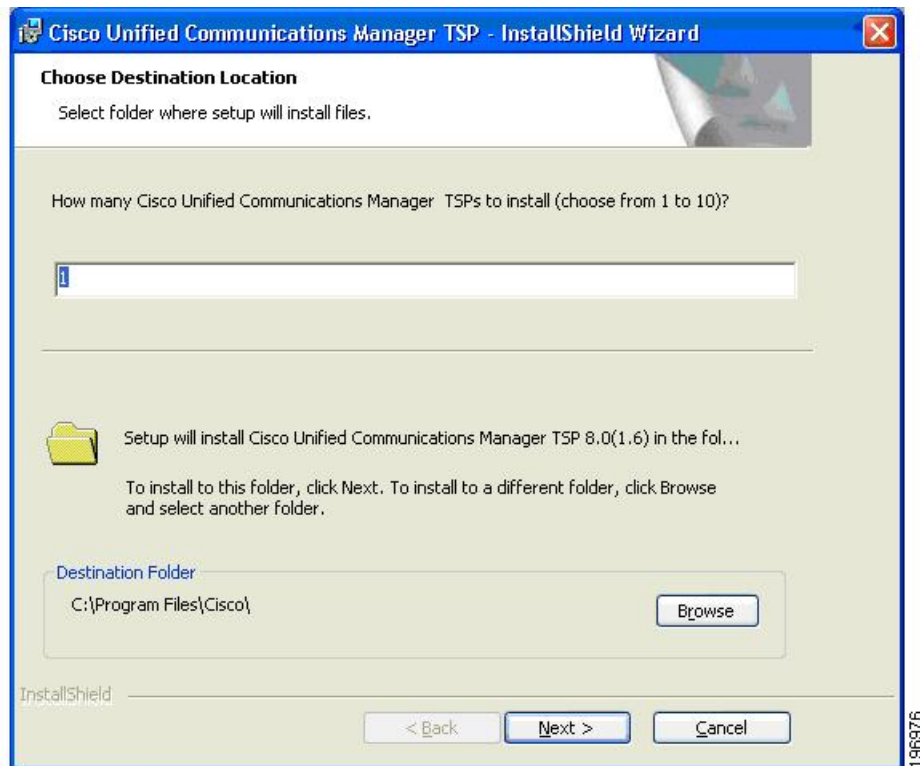 Cisco Unified Communications Manager TSP - InstallShield Wizard
Choose Destination Location
Select folder where setup will install files.
How many Cisco Unified Communications Manager TSPs to install (choose from 1 to 10)?
1
Setup will install Cisco Unified Communications Manager TSP 8.0(1.6) in the fol...
To install to this folder, click Next. To install to a different folder, click Browse
and select another folder.
Destination Folder
C:\Program Files\Cisco\
Browse
InstallShield
< Back
Next >
Cancel
196976